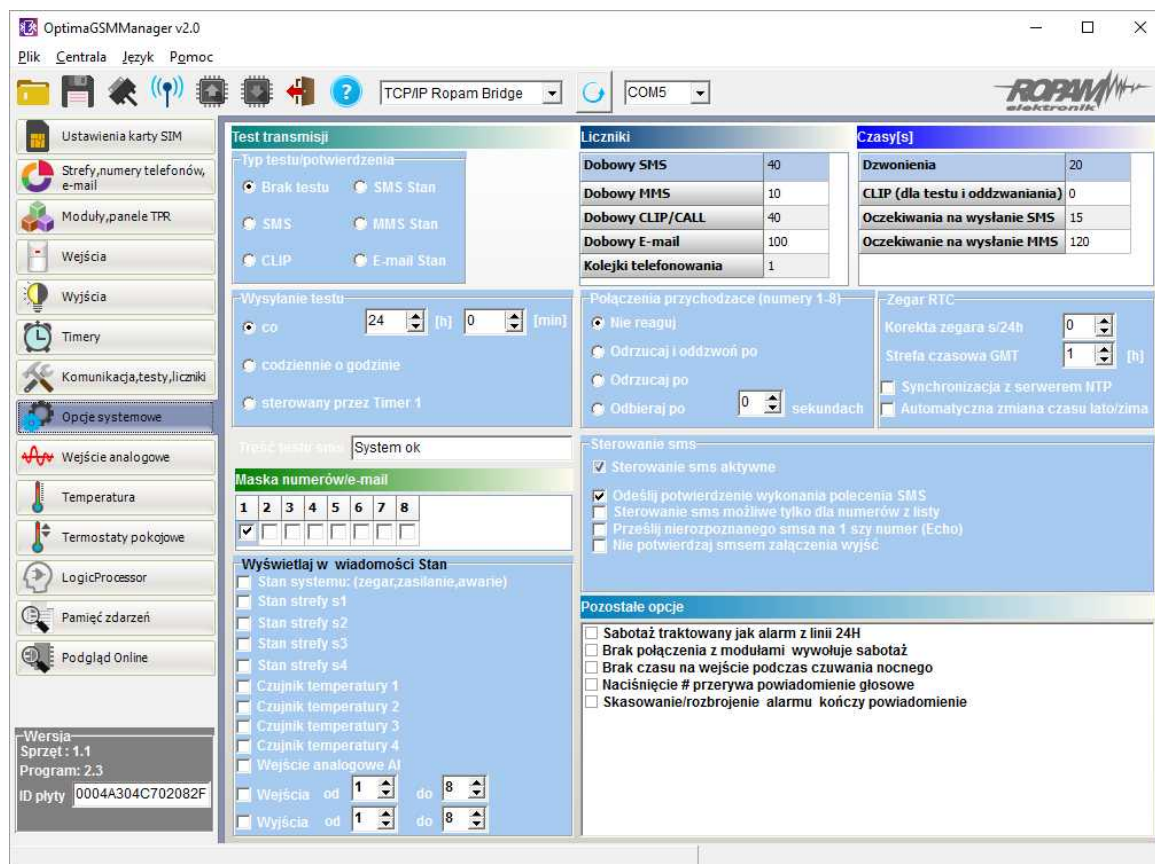 OptimaGSMManager v2.0
Plik Centrala Język Pomoc
TCP/IP Ropam Bridge
COM5
ROPAM
elektronik
Ustawienia karty SIM
Strefy,numery telefonów,
e-mail
Moduły,panele TPR
Wejścia
Wyjścia
Timery
Komunikacja,testy,liczniki
Opcje systemowe
Wejście analogowe
Temperatura
Termostaty pokojowe
LogicProcessor
Pamięć zdarzeń
Podgląd Online
Wersja
Sprzęt : 1.1
Program: 2.3
ID płyty 0004A304C702082F
Test transmisji
Typ testu/potwierdzenia
Brak testu SMS Stan
SMS MMS Stan
CLIP E-mail Stan
Wysyłanie testu
co 24 [h] 0 [min]
codziennie o godzinie
sterowany przez Timer 1
Treść testu sms System ok
Maska numerów/e-mail
1 2 3 4 5 6 7 8
Wyświetlaj w wiadomości Stan
Stan systemu: (zegar,zasilanie,awarie)
Stan strefy s1
Stan strefy s2
Stan strefy s3
Stan strefy s4
Czujnik temperatury 1
Czujnik temperatury 2
Czujnik temperatury 3
Czujnik temperatury 4
Wejście analogowe AI
Wejścia od 1 do 8
Wyjścia od 1 do 8
Liczniki
Dobowy SMS 40
Dobowy MMS 10
Dobowy CLIP/CALL 40
Dobowy E-mail 100
Kolejki telefonowania 1
Czasy[s]
Dzwonienia 20
CLIP (dla testu i oddzwaniania) 0
Oczekiwania na wysłanie SMS 15
Oczekiwanie na wysłanie MMS 120
Połączenia przychodzace (numery 1-8)
Nie reaguj
Odrzucaj i oddzwoń po
Odrzucaj po
Odbieraj po 0 sekundach
Zegar RTC
Korekta zegara s/24h 0
Strefa czasowa GMT 1 [h]
Synchronizacja z serwerem NTP
Automatyczna zmiana czasu lato/zima
Sterowanie sms
Sterowanie sms aktywne
Odeślij potwierdzenie wykonania polecenia SMS
Sterowanie sms możliwe tylko dla numerów z listy
Prześlij nierozpoznanego smsa na 1 szy numer (Echo)
Nie potwierdzaj smsem załączenia wyjść
Pozostałe opcje
Sabotaż traktowany jak alarm z linii 24H
Brak połączenia z modułami wywołuje sabotaż
Brak czasu na wejście podczas czuwania nocnego
Naciśnięcie # przerywa powiadomienie głosowe
Skasowanie/rozbrojenie alarmu kończy powiadomienie